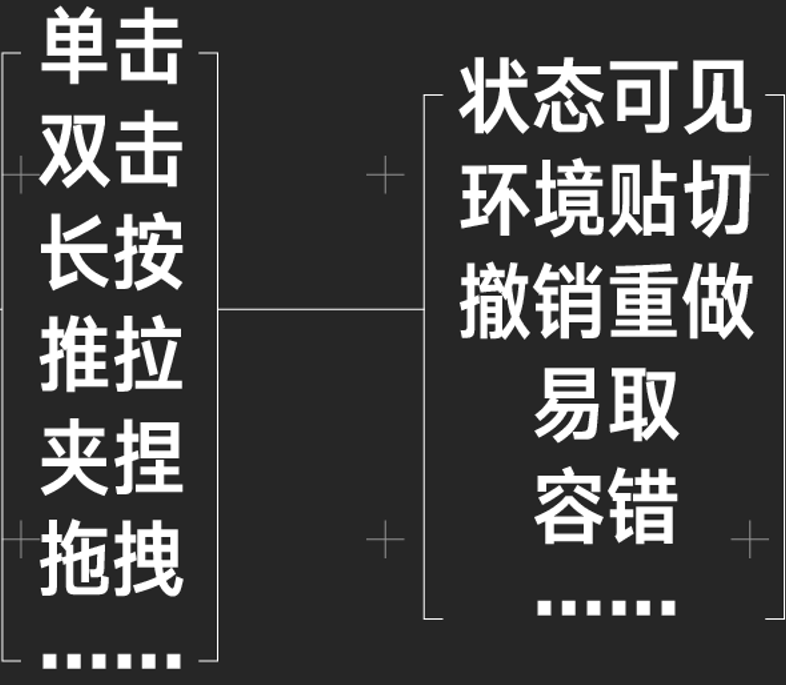 单击
双击
长按
推拉
夹捏
拖拽
......
状态可见
环境贴切
撤销重做
易取
容错
......